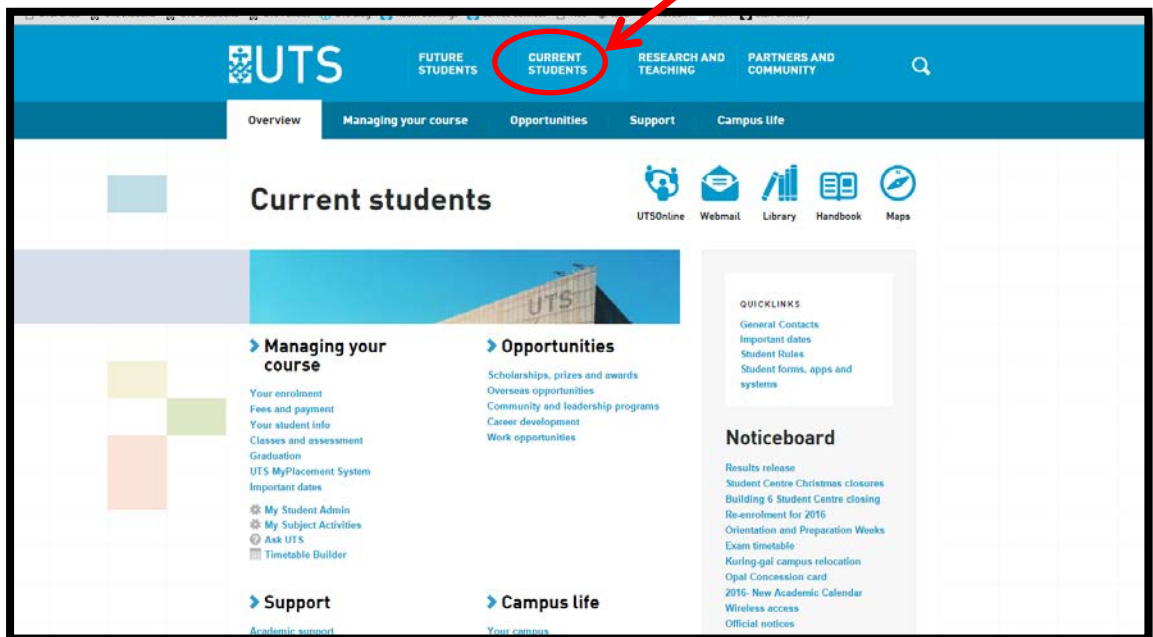 UTS
FUTURE
STUDENTS
CURRENT
STUDENTS
RESEARCH AND
TEACHING
PARTNERS AND
COMMUNITY
Overview
Managing your course
Opportunities
Support
Campus life
Current students
UTSOnline
Webmail
Library
Handbook
Maps
UTS
Managing your
course
Your enrolment
Fees and payment
Your student info
Classes and assessment
Graduation
UTS MyPlacement System
Important dates
My Student Admin
My Subject Activities
Ask UTS
Timetable Builder
Opportunities
Scholarships, prizes and awards
Overseas opportunities
Community and leadership programs
Career development
Work opportunities
Support
Academic support
Campus life
Your campus
QUICKLINKS
General Contacts
Important dates
Student Rules
Student forms, apps and
systems
Noticeboard
Results release
Student Centre Christmas closures
Building 6 Student Centre closing
Re-enrolment for 2016
Orientation and Preparation Weeks
Exam timetable
Kuring-gai campus relocation
Opal Concession card
2016- New Academic Calendar
Wireless access
Official notices